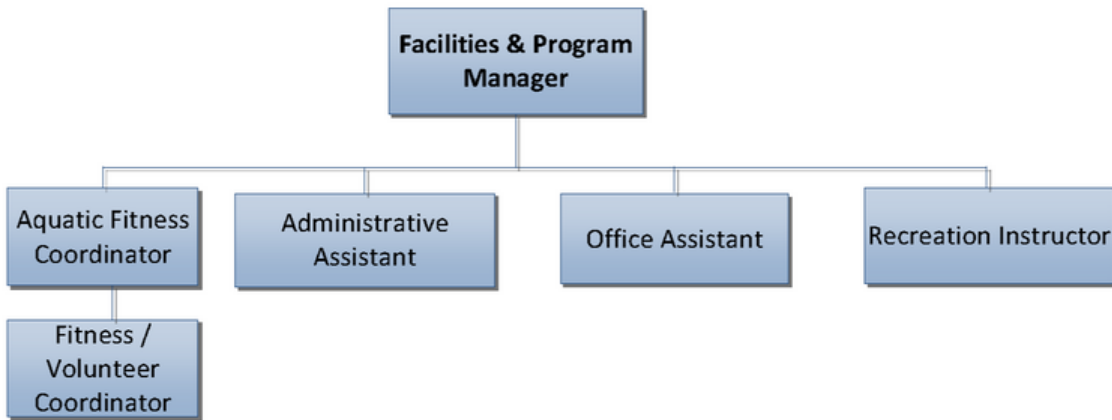 Facilities & Program
Manager
Aquatic Fitness
Coordinator
Administrative
Assistant
Office Assistant
Recreation Instructor
Fitness /
Volunteer
Coordinator